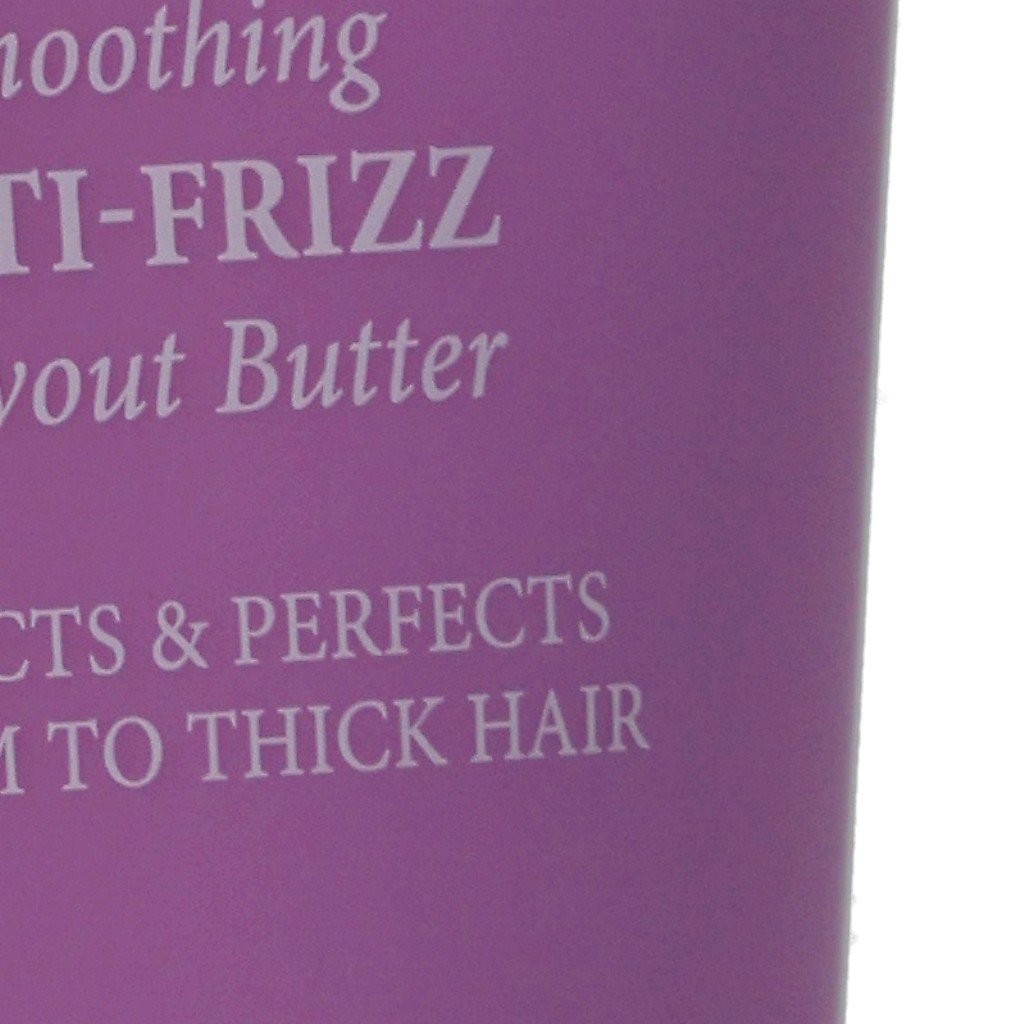 moothing
TI-FRIZZ
yout Butter
CTS & PERFECTS
M TO THICK HAIR